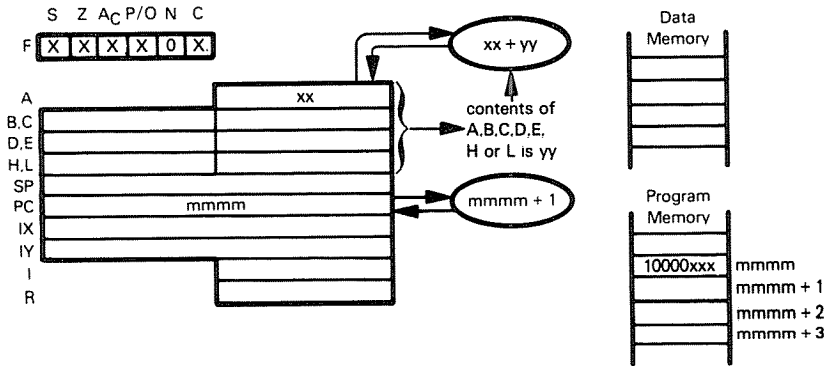 S Z AC P/O N C
F X X X X 0 X
A xx
B,C
D,E
H,L
SP
PC mmmm
IX
IY
I
R
xx + yy
contents of
A,B,C,D,E,
H or L is yy
mmmm + 1
Data
Memory
Program
Memory
10000xxx mmmm
mmmm + 1
mmmm + 2
mmmm + 3